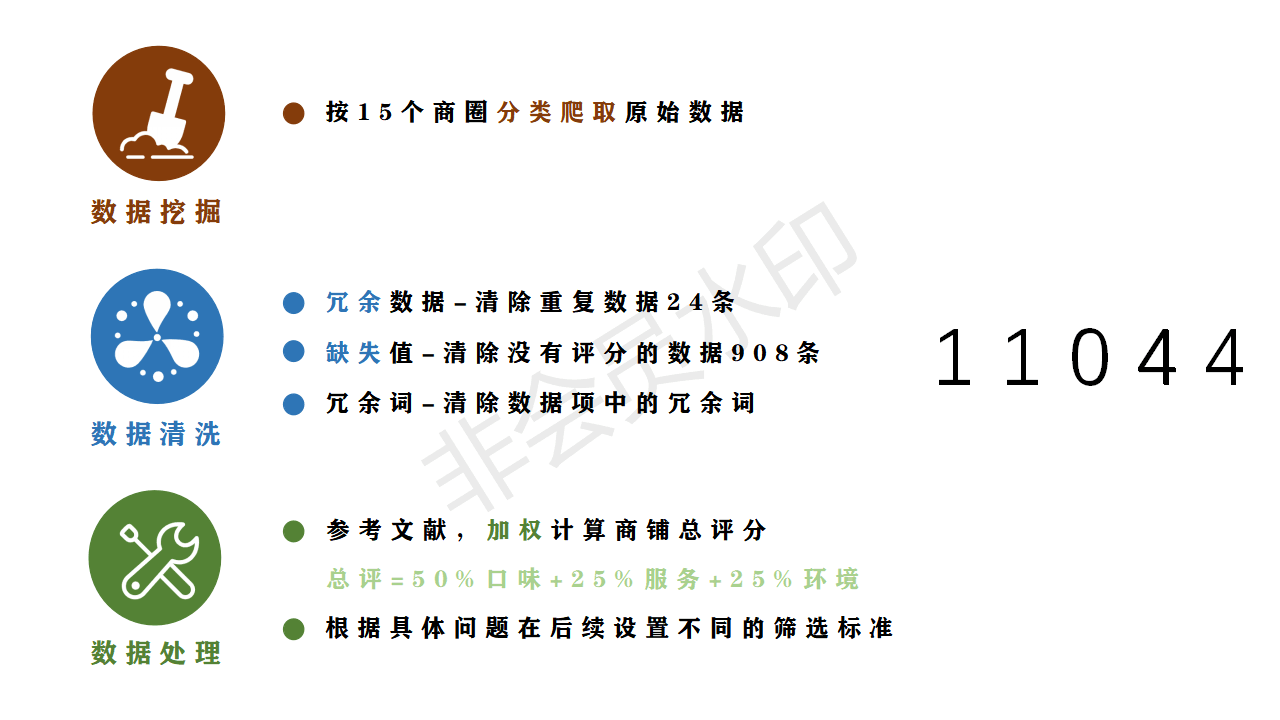 按15个商圈分类爬取原始数据
数据挖掘
冗余数据–清除重复数据24条
缺失值–清除没有评分的数据908条
冗余词–清除数据项中的冗余词
数据清洗
11044
参考文献，加权计算商铺总评分
总评=50%口味+25%服务+25%环境
根据具体问题在后续设置不同的筛选标准
数据处理
非会员水印